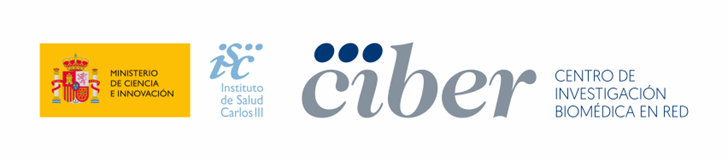 MINISTERIO
DE CIENCIA
E INNOVACIÓN
isc
Instituto
de Salud
Carlos III
ciber
CENTRO DE
INVESTIGACIÓN
BIOMÉDICA EN RED